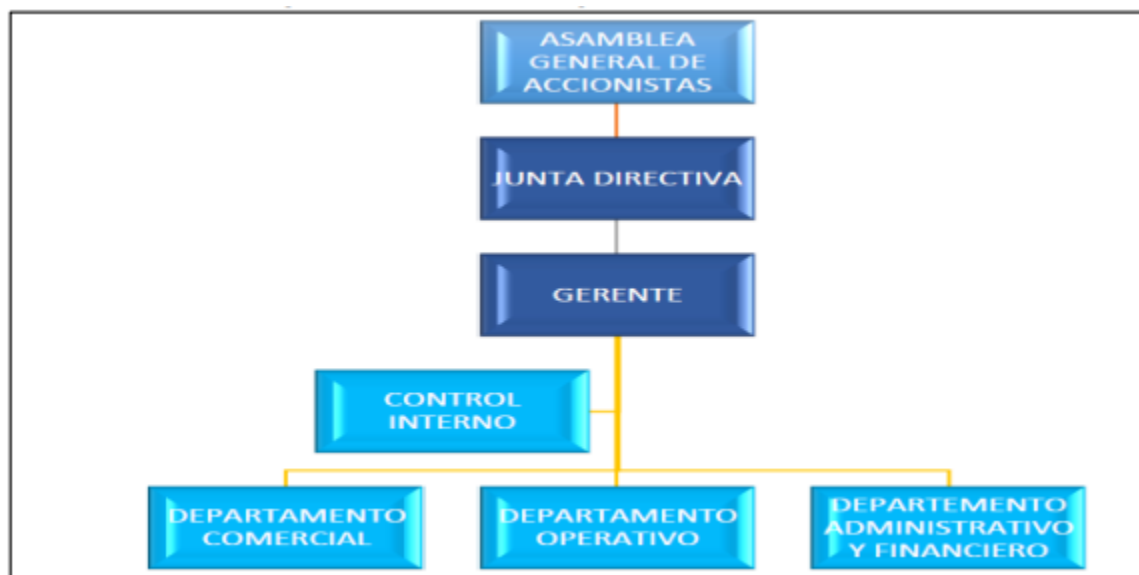 ASAMBLEA
GENERAL DE
ACCIONISTAS
JUNTA DIRECTIVA
GERENTE
CONTROL
INTERNO
DEPARTAMENTO
COMERCIAL
DEPARTAMENTO
OPERATIVO
DEPARTEMENTO
ADMINISTRATIVO
Y FINANCIERO